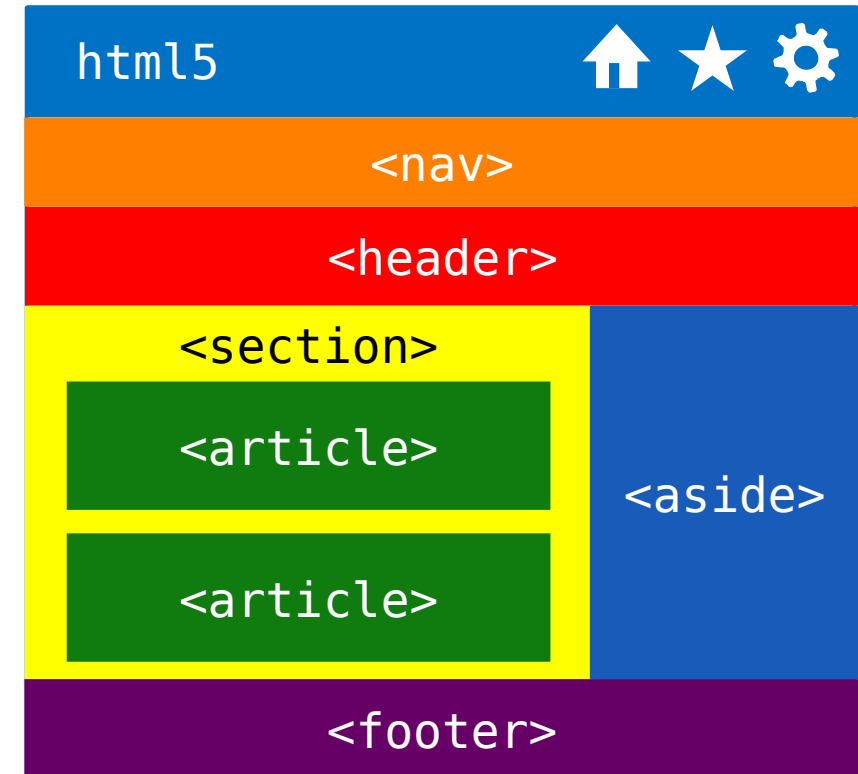 html5
<nav>
<header>
<section>
<article>
<aside>
<article>
<footer>